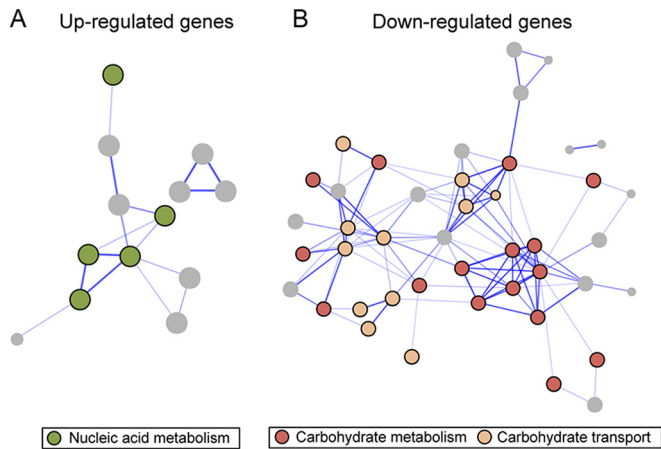 A Up-regulated genes
B Down-regulated genes
Nucleic acid metabolism
Carbohydrate metabolism Carbohydrate transport